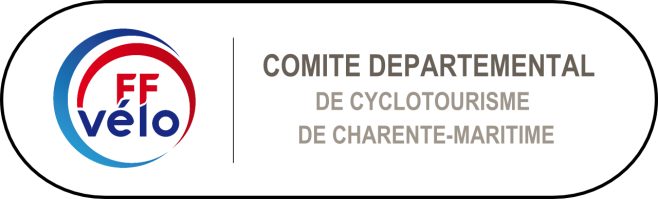 FF
vélo
COMITE DEPARTEMENTAL
DE CYCLOTOURISME
DE CHARENTE-MARITIME